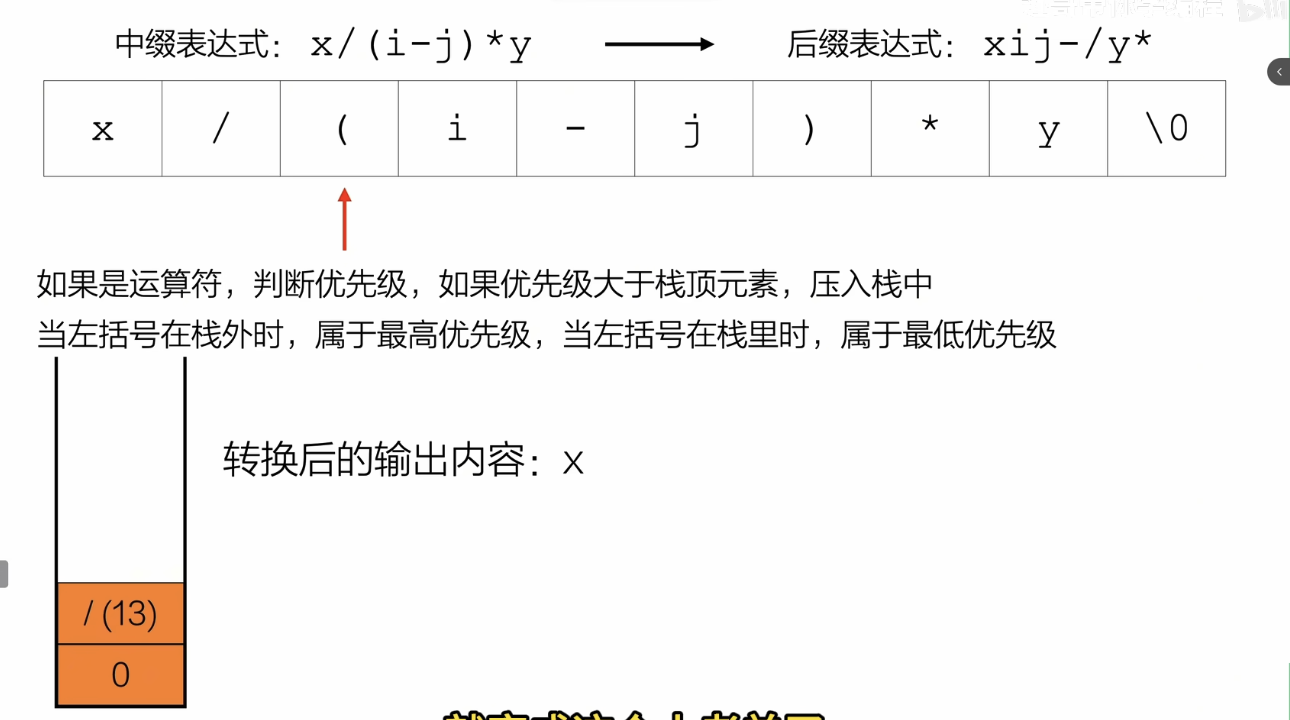 中缀表达式: x/(i-j)*y
后缀表达式: xij-/y*
x / ( i - j ) * y \0
如果是运算符，判断优先级，如果优先级大于栈顶元素，压入栈中
当左括号在栈外时，属于最高优先级，当左括号在栈里时，属于最低优先级
转换后的输出内容：x
/ (13)
0